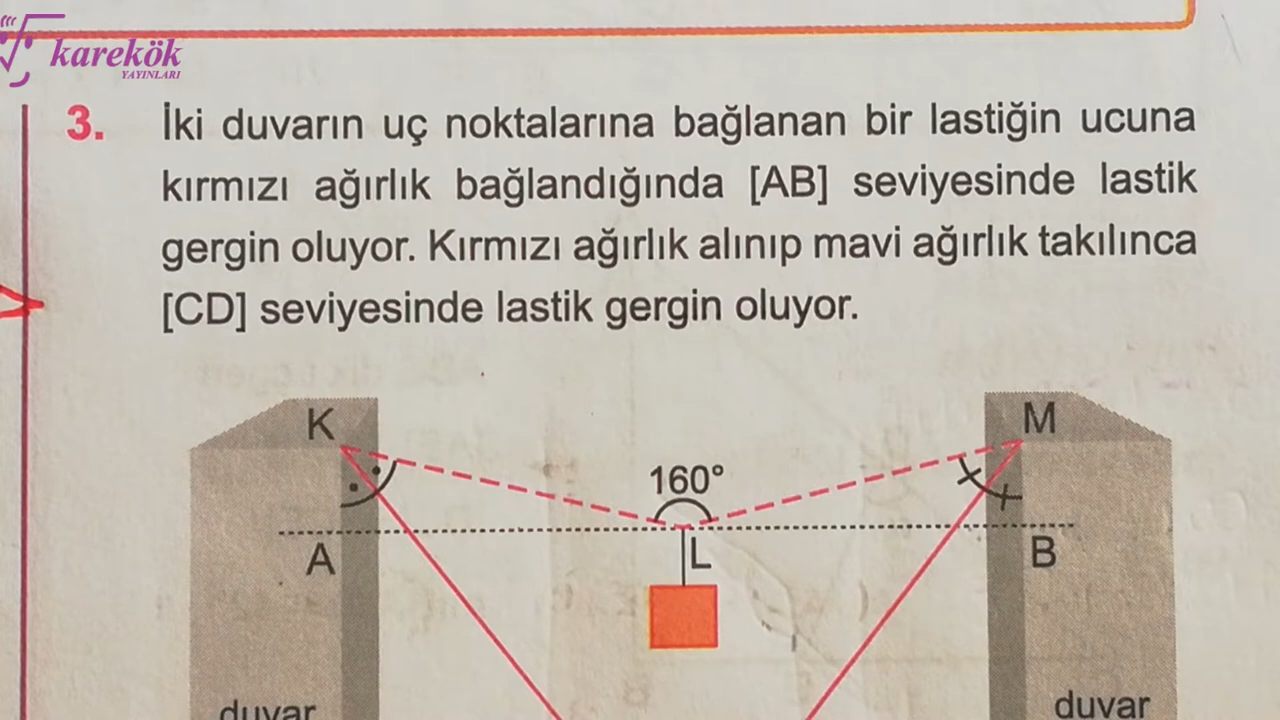 karekök
YAYINLARI
3. İki duvarın uç noktalarına bağlanan bir lastiğin ucuna
kırmızı ağırlık bağlandığında [AB] seviyesinde lastik
gergin oluyor. Kırmızı ağırlık alınıp mavi ağırlık takılınca
[CD] seviyesinde lastik gergin oluyor.
K M
160°
A L B
duvar duvar